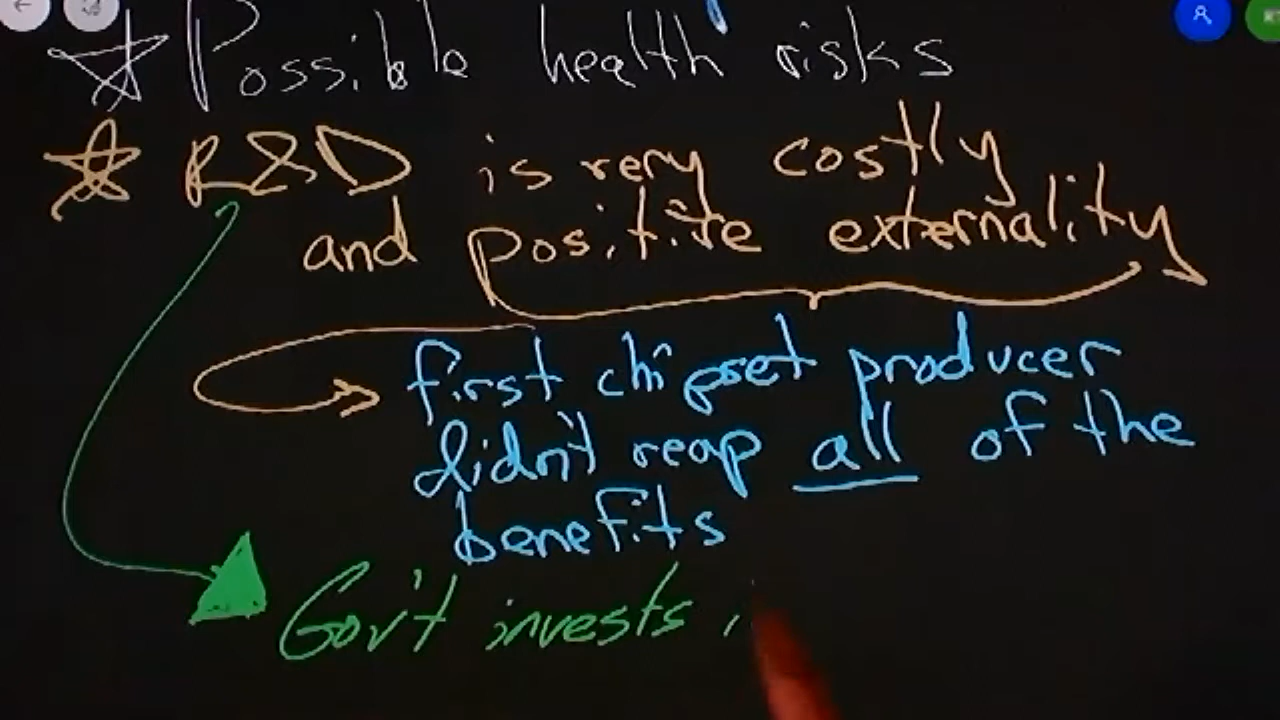 Possible health risks
R&D is very costly
and positive externality
first chipset producer
didn't reap all of the
benefits
Gov't invests